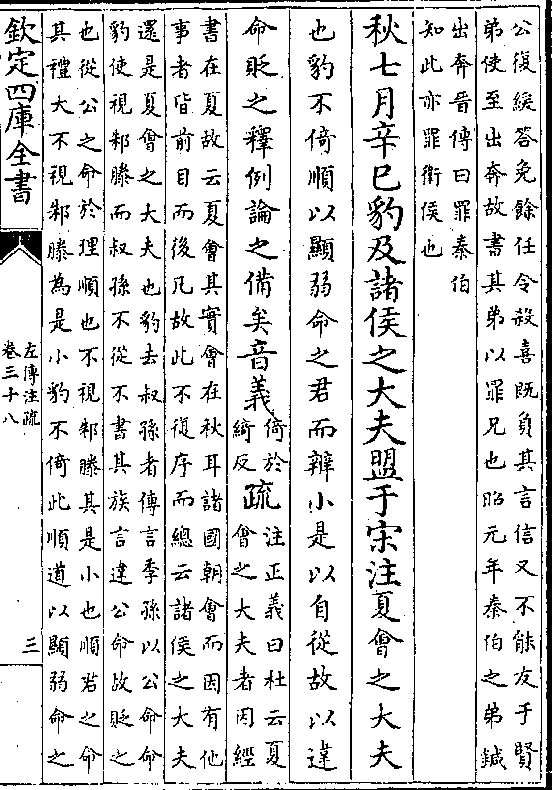 公復緩答免餘任令殺喜既負其言信又不能友于賢
弟使至出奔故書其弟以罪兄也昭元年秦伯之弟鍼
出奔晉傳曰罪秦伯
知此亦罪衛侯也
秋七月辛巳豹及諸侯之大夫盟于宋注夏會之大夫
也豹不倚順以顯弱命之君而辨小是以自從故以違
命貶之釋例論之備矣音義
倚於
綺反
疏
注正義曰杜云夏
會之大夫者因經
書在夏故云夏會其實會在秋耳諸國朝會而因有他
事者皆前目而後凡故此不復序而總云諸侯之大夫
還是夏會之大夫也豹去叔孫者傳言季孫以公命命
豹使視邾滕而叔孫不從不書其族言違公命故貶之
也從公之命於理順也不視邾滕其是小也順君之命
其禮大不視邾滕為是小豹不倚此順道以顯弱命之
欽定四庫全書
左傳注疏
卷三十八
三